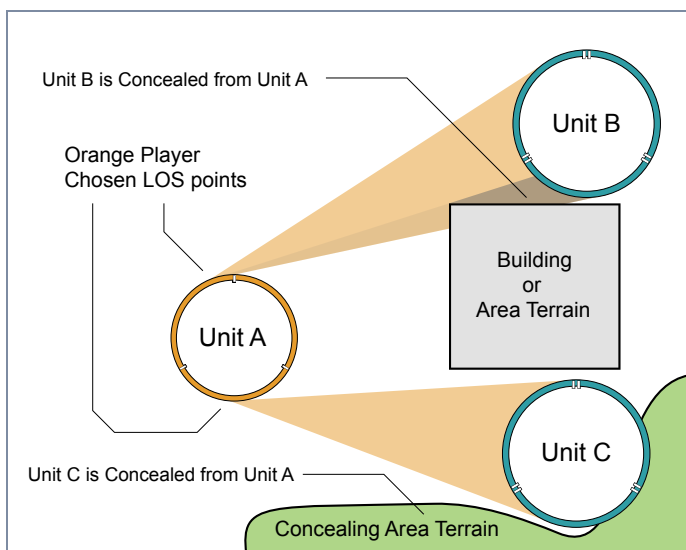 Unit B is Concealed from Unit A
Unit B
Orange Player
Chosen LOS points
Building
or
Area Terrain
Unit A
Unit C
Unit C is Concealed from Unit A
Concealing Area Terrain